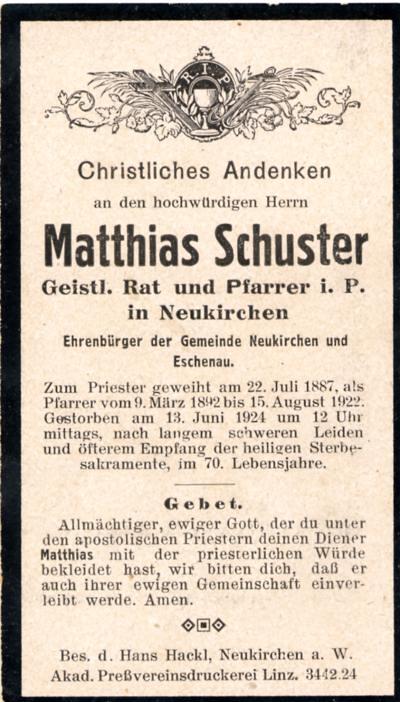 R.I.P.
Christliches Andenken
an den hochwürdigen Herrn
Matthias Schuster
Geistl. Rat und Pfarrer i. P.
in Neukirchen
Ehrenbürger der Gemeinde Neukirchen und
Eschenau.
Zum Priester geweiht am 22. Juli 1887, als
Pfarrer vom 9. März 1892 bis 15. August 1922.
Gestorben am 13. Juni 1924 um 12 Uhr
mittags, nach langem schweren Leiden
und öfterem Empfang der heiligen Sterbe-
sakramente, im 70. Lebensjahre.
Gebet.
Allmächtiger, ewiger Gott, der du unter
den apostolischen Priestern deinen Diener
Matthias mit der priesterlichen Würde
bekleidet hast, wir bitten dich, daß er
auch ihrer ewigen Gemeinschaft einver-
leibt werde. Amen.
Bes. d. Hans Hackl, Neukirchen a. W.
Akad. Preßvereinsdruckerei Linz. 3442.24